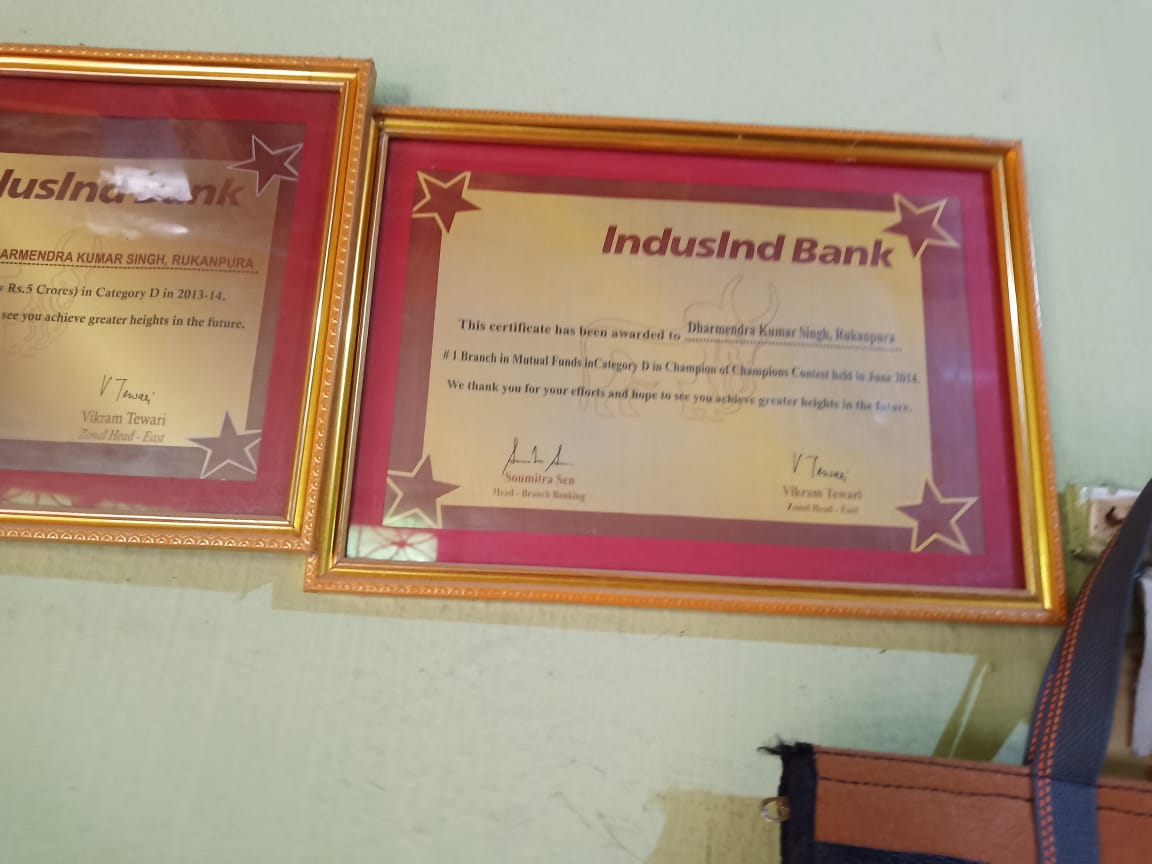 IndusInd Bank
ARMENDRA KUMAR SINGH, RUKANPURA
Rs.5 Crores) in Category D in 2013-14.
see you achieve greater heights in the future.
V Tewari
Vikram Tewari
Zonal Head - East
IndusInd Bank
This certificate has been awarded to Dharmendra Kumar Singh, Rukanpura
# 1 Branch in Mutual Funds inCategory D in Champion of Champions Contest held in June 2014.
We thank you for your efforts and hope to see you achieve greater heights in the future.
Soumitra Sen
Head - Branch Banking
V Tewari
Vikram Tewari
Zonal Head - East